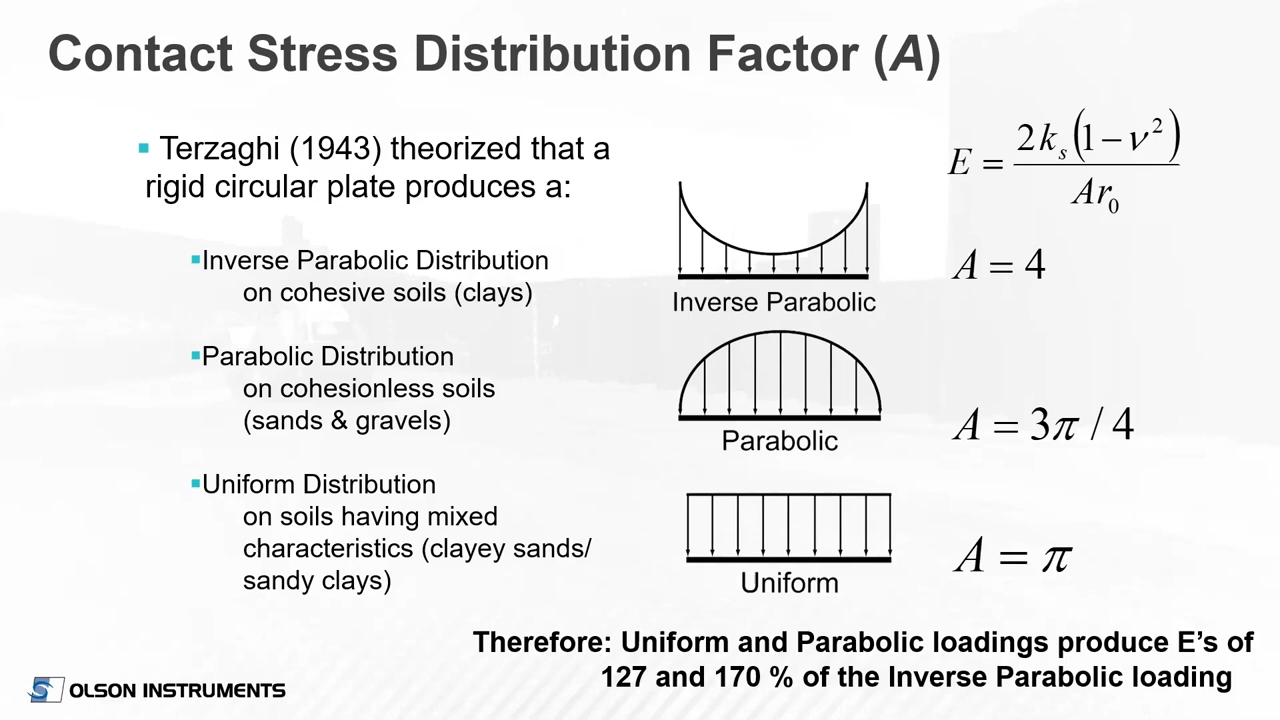 Contact Stress Distribution Factor (A)
▪ Terzaghi (1943) theorized that a
rigid circular plate produces a:
▪Inverse Parabolic Distribution
on cohesive soils (clays)
▪Parabolic Distribution
on cohesionless soils
(sands & gravels)
▪Uniform Distribution
on soils having mixed
characteristics (clayey sands/
sandy clays)
Inverse Parabolic
Parabolic
Uniform
E = 2kₛ(1 − ν²) / Ar₀
A = 4
A = 3π / 4
A = π
Therefore: Uniform and Parabolic loadings produce E’s of
127 and 170 % of the Inverse Parabolic loading
OLSON INSTRUMENTS